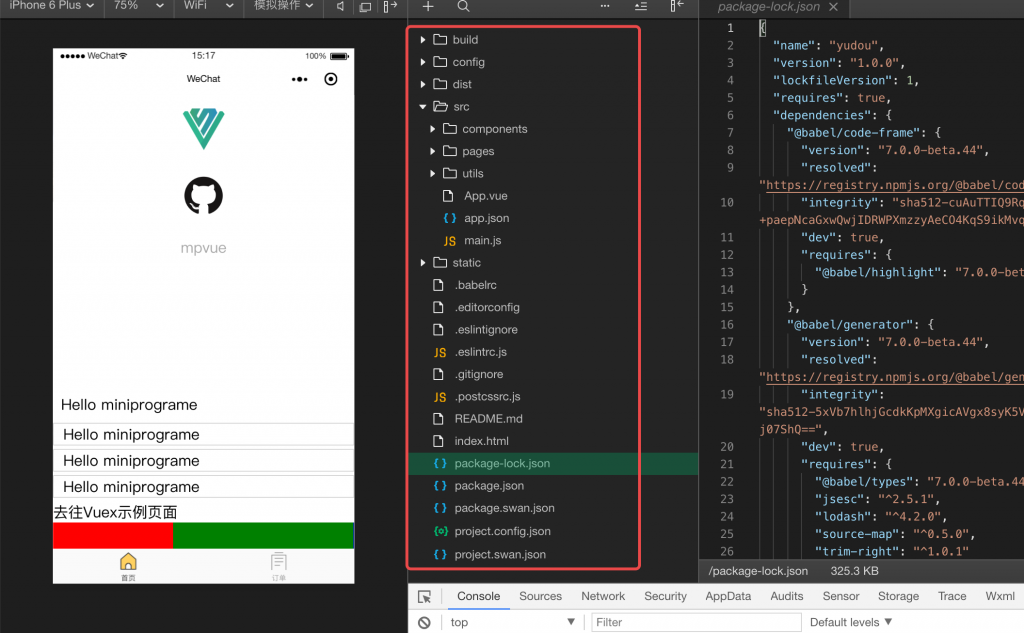 iPhone 6 Plus
75%
WiFi
模拟操作
WeChat
15:17
100%
WeChat
mpvue
Hello miniprograme
Hello miniprograme
Hello miniprograme
Hello miniprograme
去往Vuex示例页面
首页
订单
build
config
dist
src
components
pages
utils
App.vue
{ } app.json
JS main.js
static
.babelrc
.editorconfig
.eslintignore
JS .eslintrc.js
.gitignore
JS .postcssrc.js
README.md
index.html
{ } package-lock.json
{ } package.json
{ } package.swan.json
{o} project.config.json
{ } project.swan.json
package-lock.json
1 {
2 "name": "yudou",
3 "version": "1.0.0",
4 "lockfileVersion": 1,
5 "requires": true,
6 "dependencies": {
7 "@babel/code-frame": {
8 "version": "7.0.0-beta.44",
9 "resolved":
"https://registry.npmjs.org/@babel/cod
10 "integrity": "sha512-cuAuTTIQ9Rq
+paepNcaGxwQwjIDRWPXmzzyAeCO4KqS9ikMvq
11 "dev": true,
12 "requires": {
13 "@babel/highlight": "7.0.0-bet
14 }
15 },
16 "@babel/generator": {
17 "version": "7.0.0-beta.44",
18 "resolved":
"https://registry.npmjs.org/@babel/gen
19 "integrity":
"sha512-5xVb7hlhjGcdkKpMXgicAVgx8syK5V
j07ShQ==",
20 "dev": true,
21 "requires": {
22 "@babel/types": "7.0.0-beta.44
23 "jsesc": "^2.5.1",
24 "lodash": "^4.2.0",
25 "source-map": "^0.5.0",
26 "trim-right": "^1.0.1"
/package-lock.json 325.3 KB
Console Sources Network Security AppData Audits Sensor Storage Trace Wxml
top Filter Default levels